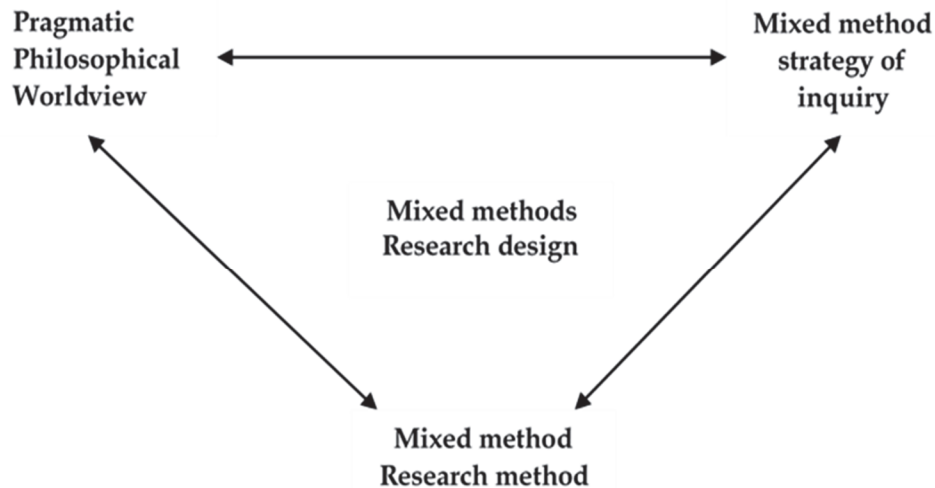 Pragmatic
Philosophical
Worldview
Mixed method
strategy of
inquiry
Mixed methods
Research design
Mixed method
Research method